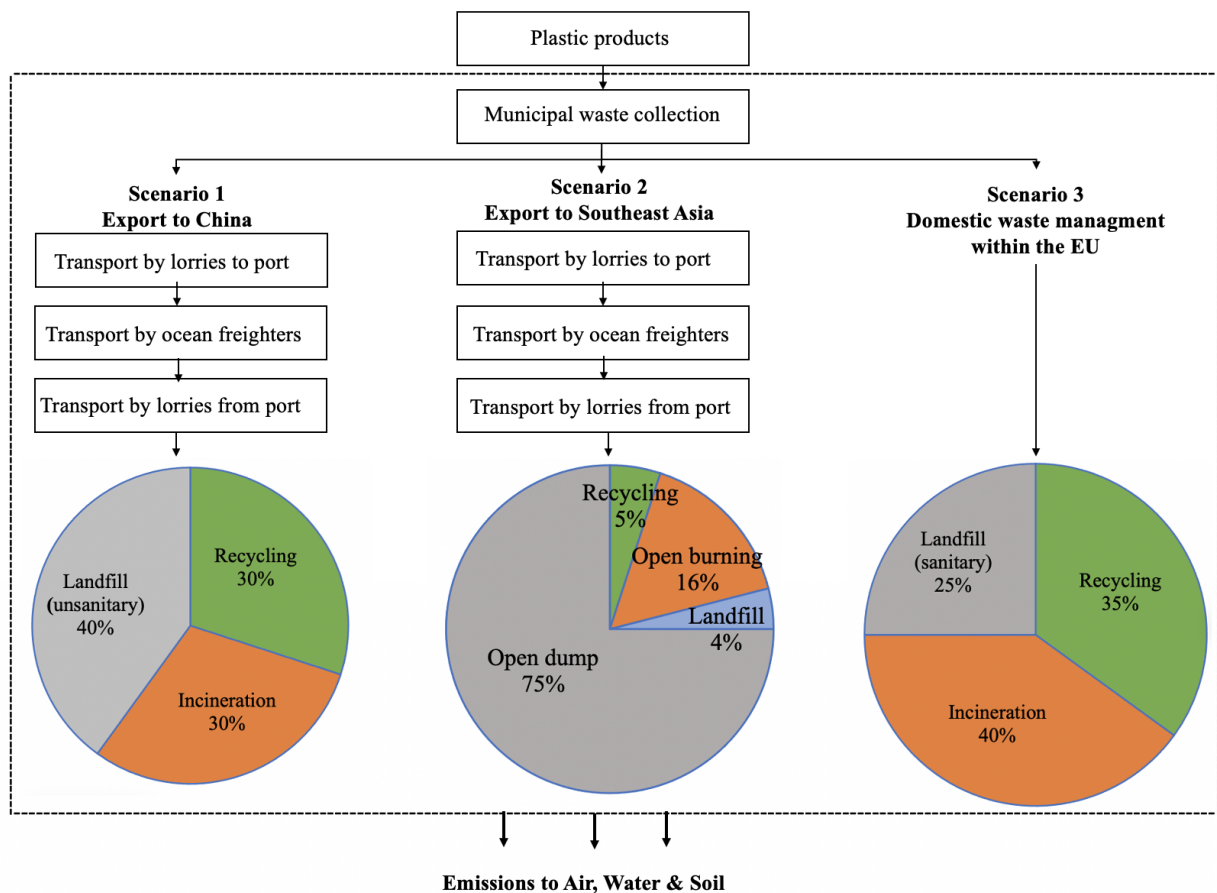 Plastic products
Municipal waste collection
Scenario 1
Export to China
Transport by lorries to port
Transport by ocean freighters
Transport by lorries from port
Landfill
(unsanitary)
40%
Recycling
30%
Incineration
30%
Scenario 2
Export to Southeast Asia
Transport by lorries to port
Transport by ocean freighters
Transport by lorries from port
Recycling
5%
Open burning
16%
Landfill
4%
Open dump
75%
Scenario 3
Domestic waste managment
within the EU
Landfill
(sanitary)
25%
Recycling
35%
Incineration
40%
Emissions to Air, Water & Soil